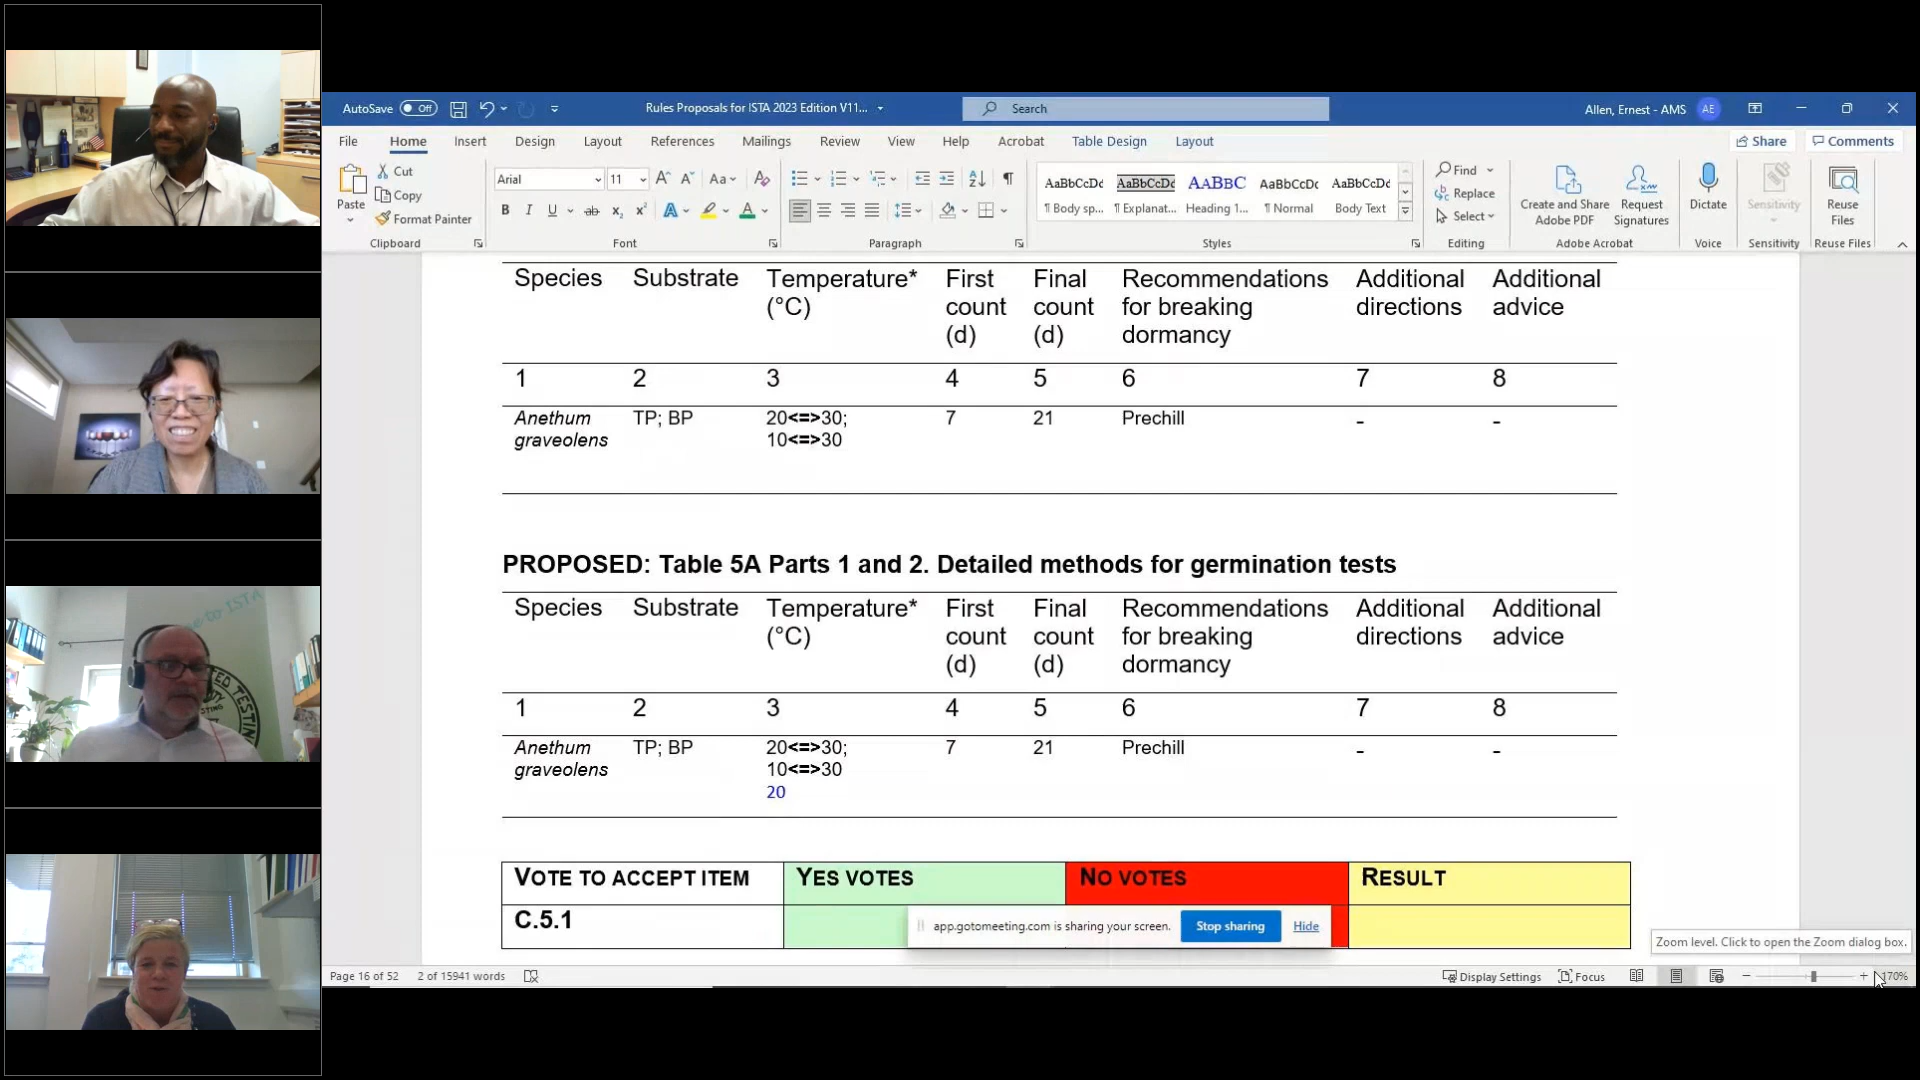 AutoSave Off
Rules Proposals for ISTA 2023 Edition V11...
Search
Allen, Ernest - AMS AE
File Home Insert Design Layout References Mailings Review View Help Acrobat Table Design Layout
Share Comments
Paste
Cut
Copy
Format Painter
Clipboard
Arial 11
Font
Paragraph
AaBbCcDc AaBbCcDc AABBC AaBbCcDc AaBbCcDc
¶ Body sp... ¶ Explanat... Heading 1... ¶ Normal Body Text
Styles
Find
Replace
Select
Editing
Create and Share Adobe PDF
Request Signatures
Adobe Acrobat
Dictate
Voice
Sensitivity
Sensitivity
Reuse Files
Reuse Files
Species Substrate Temperature* First Final Recommendations Additional Additional
(°C) count count for breaking directions advice
(d) (d) dormancy
1 2 3 4 5 6 7 8
Anethum TP; BP 20<=>30; 7 21 Prechill - -
graveolens 10<=>30
PROPOSED: Table 5A Parts 1 and 2. Detailed methods for germination tests
Species Substrate Temperature* First Final Recommendations Additional Additional
(°C) count count for breaking directions advice
(d) (d) dormancy
1 2 3 4 5 6 7 8
Anethum TP; BP 20<=>30; 7 21 Prechill - -
graveolens 10<=>30
20
VOTE TO ACCEPT ITEM YES VOTES NO VOTES RESULT
C.5.1
app.gotomeeting.com is sharing your screen. Stop sharing Hide
Zoom level. Click to open the Zoom dialog box.
Page 16 of 52 2 of 15941 words
Display Settings Focus 170%
to ISTA
TESTING